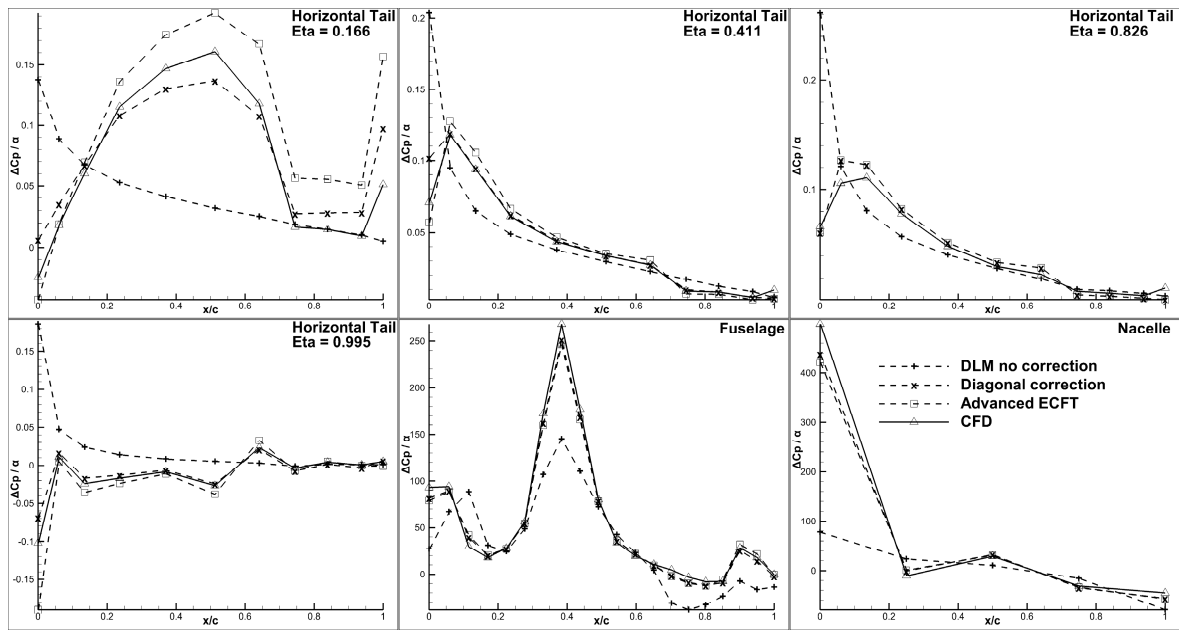 Horizontal Tail
Eta = 0.166
0.15
0.1
0.05
0
ΔCp / α
0
0.2
0.4
0.6
0.8
1
x/c
Horizontal Tail
Eta = 0.411
0.2
0.15
0.1
0.05
ΔCp / α
0
0.2
0.4
0.6
0.8
1
x/c
Horizontal Tail
Eta = 0.826
0.2
0.1
ΔCp / α
0
0.2
0.4
0.6
0.8
1
x/c
Horizontal Tail
Eta = 0.995
0.15
0.1
0.05
0
-0.05
-0.1
-0.15
ΔCp / α
0
0.2
0.4
0.6
0.8
1
x/c
Fuselage
250
200
150
100
50
0
ΔCp / α
0
0.2
0.4
0.6
0.8
1
x/c
Nacelle
DLM no correction
Diagonal correction
Advanced ECFT
CFD
400
300
200
100
0
ΔCp / α
0
0.2
0.4
0.6
0.8
1
x/c